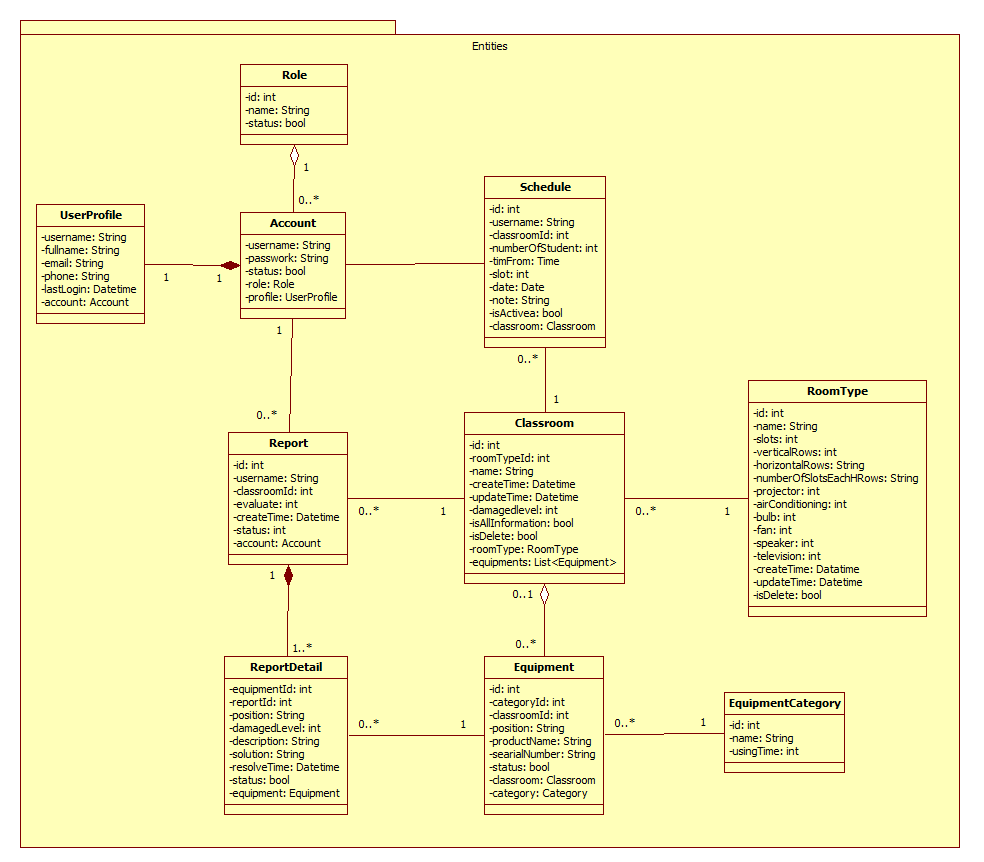 Entities
Role
-id: int
-name: String
-status: bool
1
0..*
UserProfile
-username: String
-fullname: String
-email: String
-phone: String
-lastLogin: Datetime
-account: Account
1
1
Account
-username: String
-passwork: String
-status: bool
-role: Role
-profile: UserProfile
1
0..*
Schedule
-id: int
-username: String
-classroomId: int
-numberOfStudent: int
-timFrom: Time
-slot: int
-date: Date
-note: String
-isActivea: bool
-classroom: Classroom
0..*
1
Report
-id: int
-username: String
-classroomId: int
-evaluate: int
-createTime: Datetime
-status: int
-account: Account
0..*
1
1
1..*
Classroom
-id: int
-roomTypeId: int
-name: String
-createTime: Datetime
-updateTime: Datetime
-damagedlevel: int
-isAllInformation: bool
-isDelete: bool
-roomType: RoomType
-equipments: List<Equipment>
0..*
1
0..1
0..*
RoomType
-id: int
-name: String
-slots: int
-verticalRows: int
-horizontalRows: String
-numberOfSlotsEachHRows: String
-projector: int
-airConditioning: int
-bulb: int
-fan: int
-speaker: int
-television: int
-createTime: Datatime
-updateTime: Datetime
-isDelete: bool
ReportDetail
-equipmentId: int
-reportId: int
-position: String
-damagedLevel: int
-description: String
-solution: String
-resolveTime: Datetime
-status: bool
-equipment: Equipment
0..*
1
Equipment
-id: int
-categoryId: int
-classroomId: int
-position: String
-productName: String
-searialNumber: String
-status: bool
-classroom: Classroom
-category: Category
0..*
1
EquipmentCategory
-id: int
-name: String
-usingTime: int